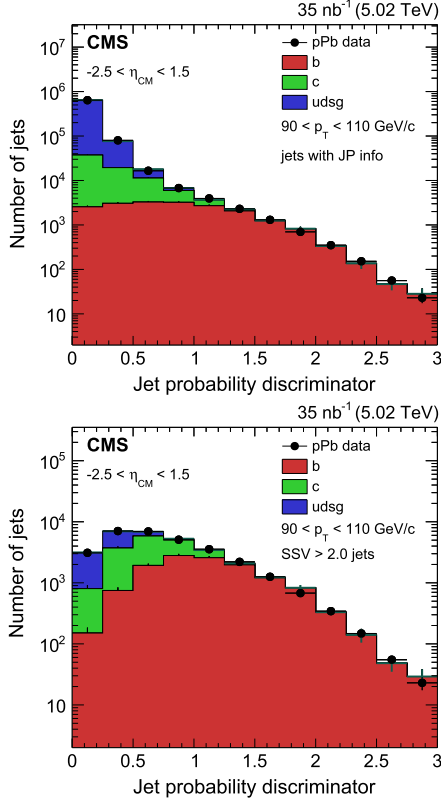 35 nb⁻¹ (5.02 TeV)
CMS
-2.5 < η_CM < 1.5
pPb data
b
c
udsg
90 < p_T < 110 GeV/c
jets with JP info
Number of jets
10⁷
10⁶
10⁵
10⁴
10³
10²
10
0 0.5 1 1.5 2 2.5 3
Jet probability discriminator
35 nb⁻¹ (5.02 TeV)
CMS
-2.5 < η_CM < 1.5
pPb data
b
c
udsg
90 < p_T < 110 GeV/c
SSV > 2.0 jets
Number of jets
10⁵
10⁴
10³
10²
10
0 0.5 1 1.5 2 2.5 3
Jet probability discriminator